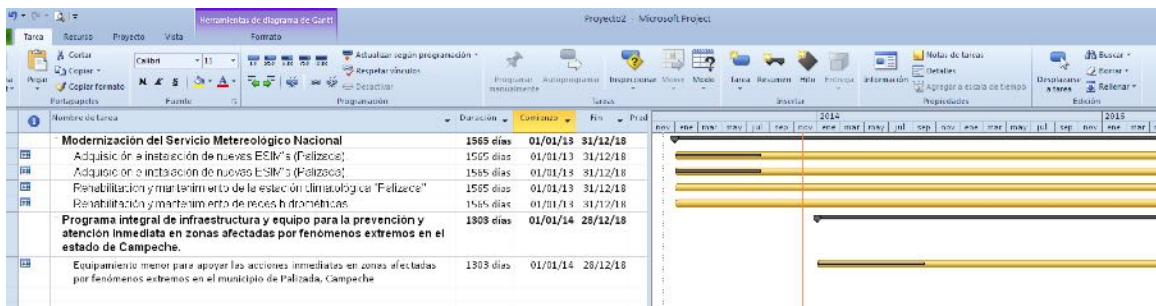 Herramientas de diagrama de Gantt
Proyecto2 - Microsoft Project
Tarea Recurso Proyecto Vista Formato
Pegar
Cortar
Copiar
Copiar formato
Portapapeles
Calibri 11
N K S A
Fuente
Actualizar según programación
Respetar vínculos
Desactivar
Programación
Programar manualmente
Autoprogramar
Inspeccionar
Mover
Modo
Tareas
Tarea
Resumen
Hito
Entrega
Insertar
Información
Notas de tareas
Detalles
Agregar a escala de tiempo
Propiedades
Desplazarse a tarea
Buscar
Borrar
Rellenar
Edición
Nombre de tarea Duración Comienzo Fin Pred
2014 2015
nov ene mar may jul sep nov ene mar may jul sep nov ene mar may jul sep nov ene mar
Modernización del Servicio Metereológico Nacional 1565 días 01/01/13 31/12/18
Adquisición e instalación de nuevas ESIM's (Palizada). 1565 días 01/01/13 31/12/18
Adquisición e instalación de nuevas ESIM's (Palizada). 1565 días 01/01/13 31/12/18
Rehabilitación y mantenimiento de la estación climatológica "Palizada" 1565 días 01/01/13 31/12/18
Rehabilitación y mantenimiento de redes hidrométricas 1565 días 01/01/13 31/12/18
Programa integral de infraestructura y equipo para la prevención y 1303 días 01/01/14 28/12/18
atención inmediata en zonas afectadas por fenómenos extremos en el
estado de Campeche.
Equipamiento menor para apoyar las acciones inmediatas en zonas afectadas 1303 días 01/01/14 28/12/18
por fenómenos extremos en el municipio de Palizada, Campeche